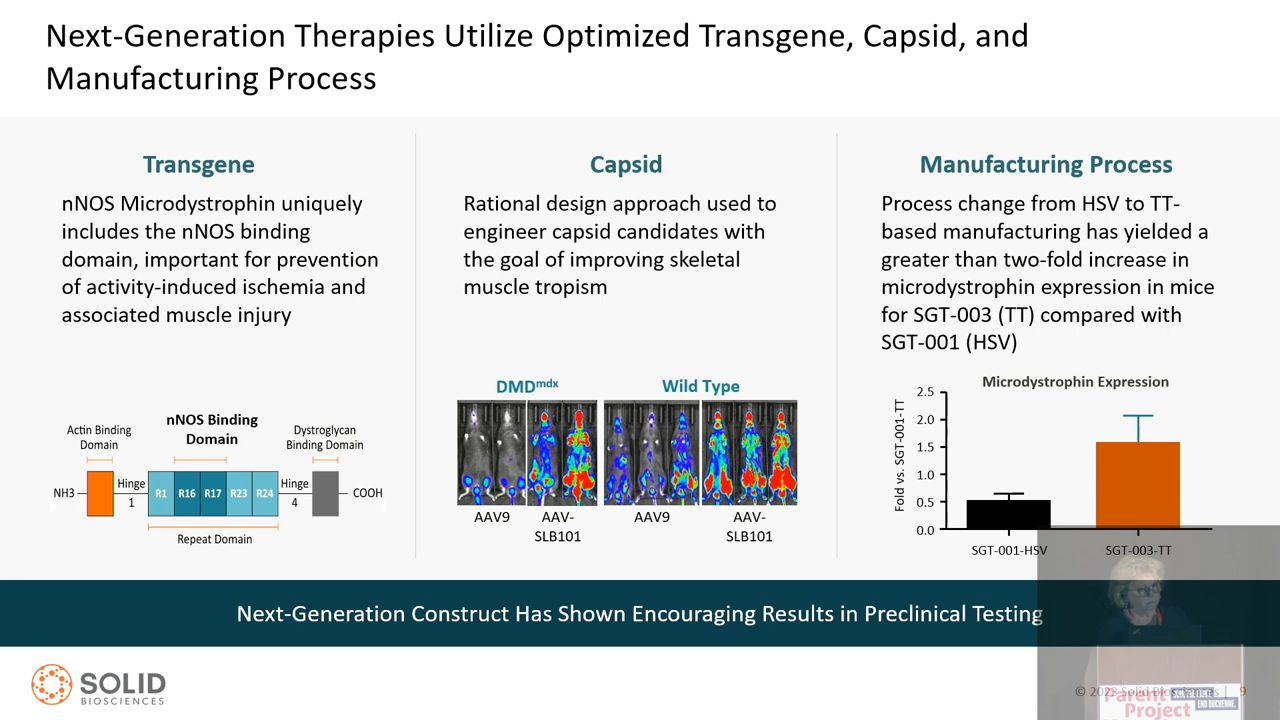 Next-Generation Therapies Utilize Optimized Transgene, Capsid, and
Manufacturing Process
Transgene
nNOS Microdystrophin uniquely
includes the nNOS binding
domain, important for prevention
of activity-induced ischemia and
associated muscle injury
nNOS Binding
Domain
Actin Binding
Domain
Dystroglycan
Binding Domain
NH3
Hinge
1
R1
R16
R17
R23
R24
Hinge
4
COOH
Repeat Domain
Capsid
Rational design approach used to
engineer capsid candidates with
the goal of improving skeletal
muscle tropism
DMDmdx
Wild Type
AAV9
AAV-
SLB101
AAV9
AAV-
SLB101
Manufacturing Process
Process change from HSV to TT-
based manufacturing has yielded a
greater than two-fold increase in
microdystrophin expression in mice
for SGT-003 (TT) compared with
SGT-001 (HSV)
Microdystrophin Expression
Fold vs. SGT-001-TT
2.5
2.0
1.5
1.0
0.5
0.0
SGT-001-HSV
SGT-003-TT
Next-Generation Construct Has Shown Encouraging Results in Preclinical Testing
SOLID
BIOSCIENCES
Parent
Project
END DUCHENNE.
9